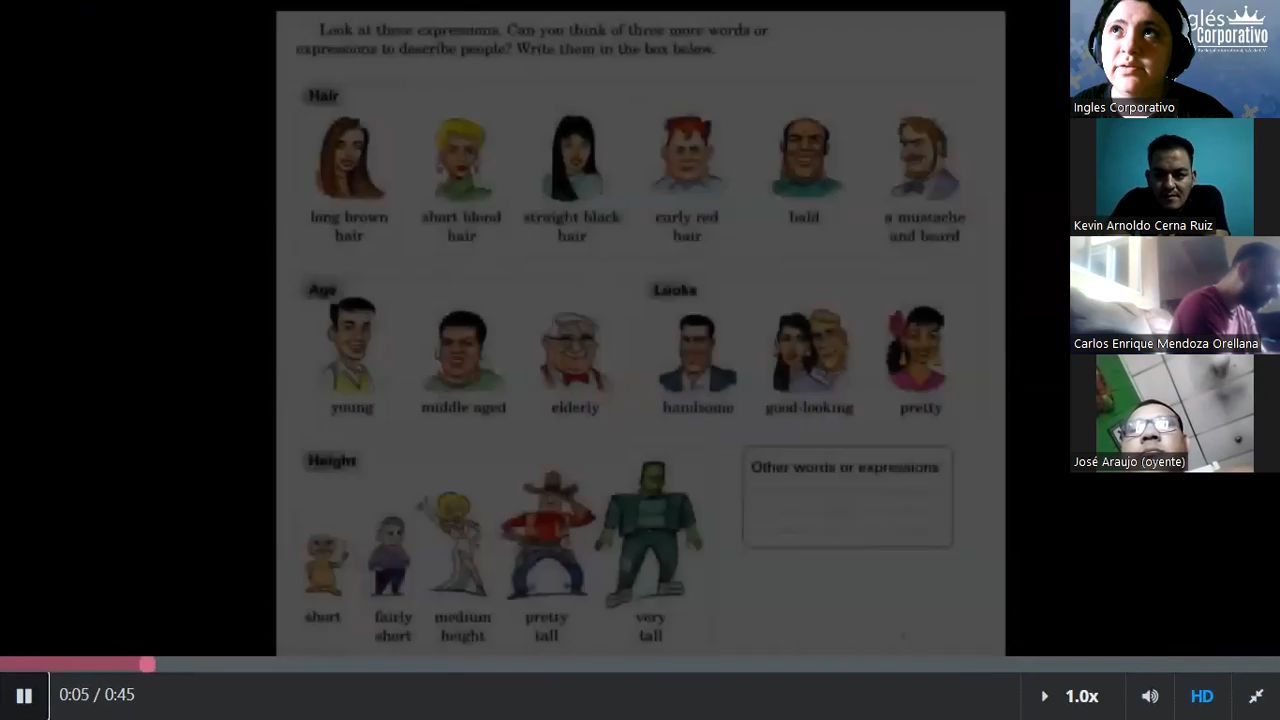 Look at these expressions. Can you think of three more words or
expressions to describe people? Write them in the box below.
Hair
long brown
hair
short blond
hair
straight black
hair
curly red
hair
bald
a mustache
and beard
Age
young
middle aged
elderly
Looks
handsome
good-looking
pretty
Height
short
fairly
short
medium
height
pretty
tall
very
tall
Other words or expressions
glés
Corporativo
Ingles Corporativo
Kevin Arnoldo Cerna Ruiz
Carlos Enrique Mendoza Orellana
José Araujo (oyente)
0:05 / 0:45
1.0x
HD